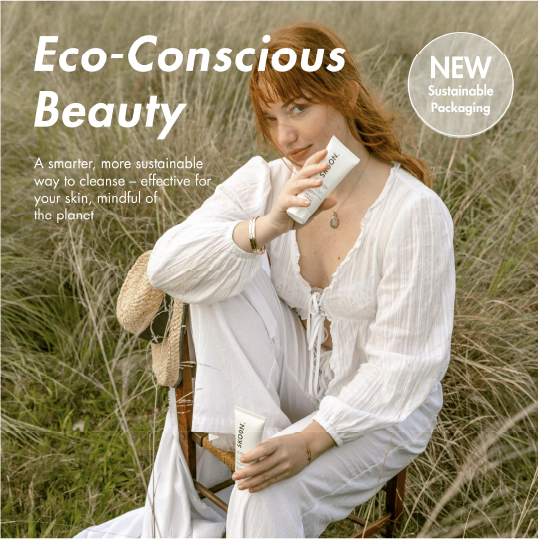 Eco-Conscious
Beauty
NEW
Sustainable
Packaging
A smarter, more sustainable
way to cleanse – effective for
your skin, mindful of
the planet
SKOON.
SKOON.